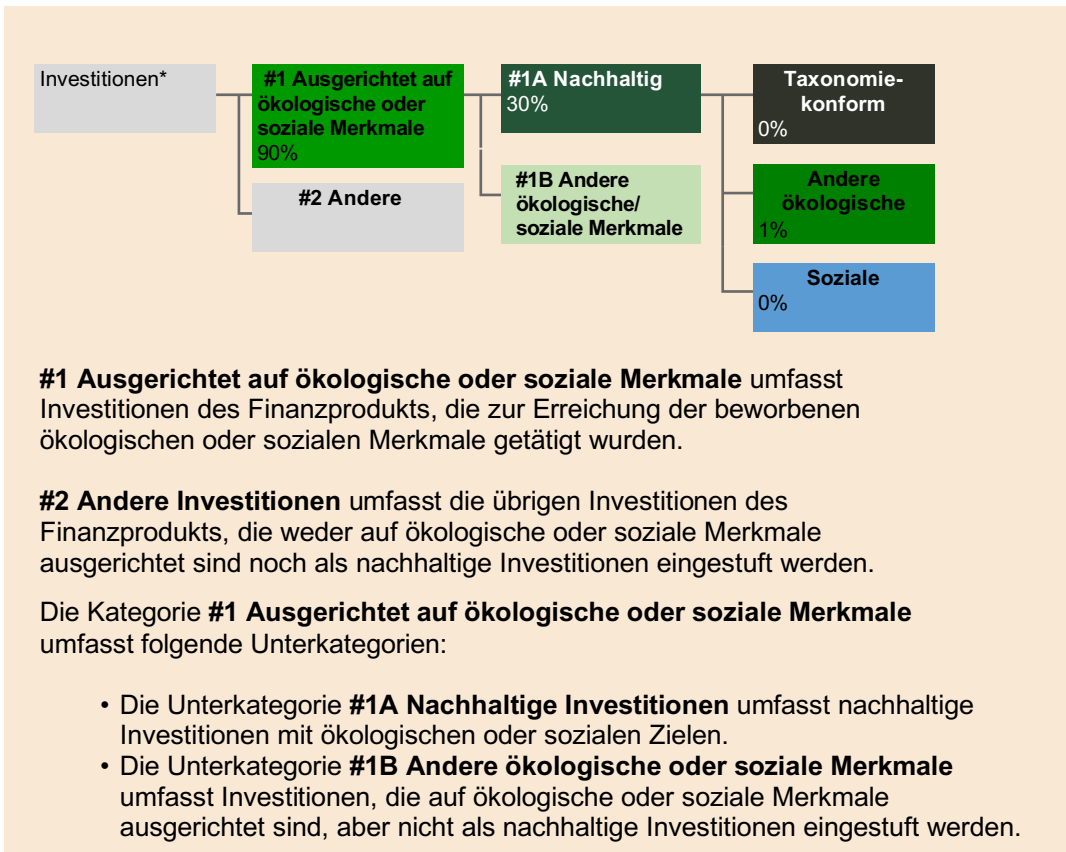 Investitionen*
#1 Ausgerichtet auf
ökologische oder
soziale Merkmale
90%
#2 Andere
#1A Nachhaltig
30%
#1B Andere
ökologische/
soziale Merkmale
Taxonomie-
konform
0%
Andere
ökologische
1%
Soziale
0%
#1 Ausgerichtet auf ökologische oder soziale Merkmale umfasst
Investitionen des Finanzprodukts, die zur Erreichung der beworbenen
ökologischen oder sozialen Merkmale getätigt wurden.
#2 Andere Investitionen umfasst die übrigen Investitionen des
Finanzprodukts, die weder auf ökologische oder soziale Merkmale
ausgerichtet sind noch als nachhaltige Investitionen eingestuft werden.
Die Kategorie #1 Ausgerichtet auf ökologische oder soziale Merkmale
umfasst folgende Unterkategorien:
• Die Unterkategorie #1A Nachhaltige Investitionen umfasst nachhaltige
Investitionen mit ökologischen oder sozialen Zielen.
• Die Unterkategorie #1B Andere ökologische oder soziale Merkmale
umfasst Investitionen, die auf ökologische oder soziale Merkmale
ausgerichtet sind, aber nicht als nachhaltige Investitionen eingestuft werden.